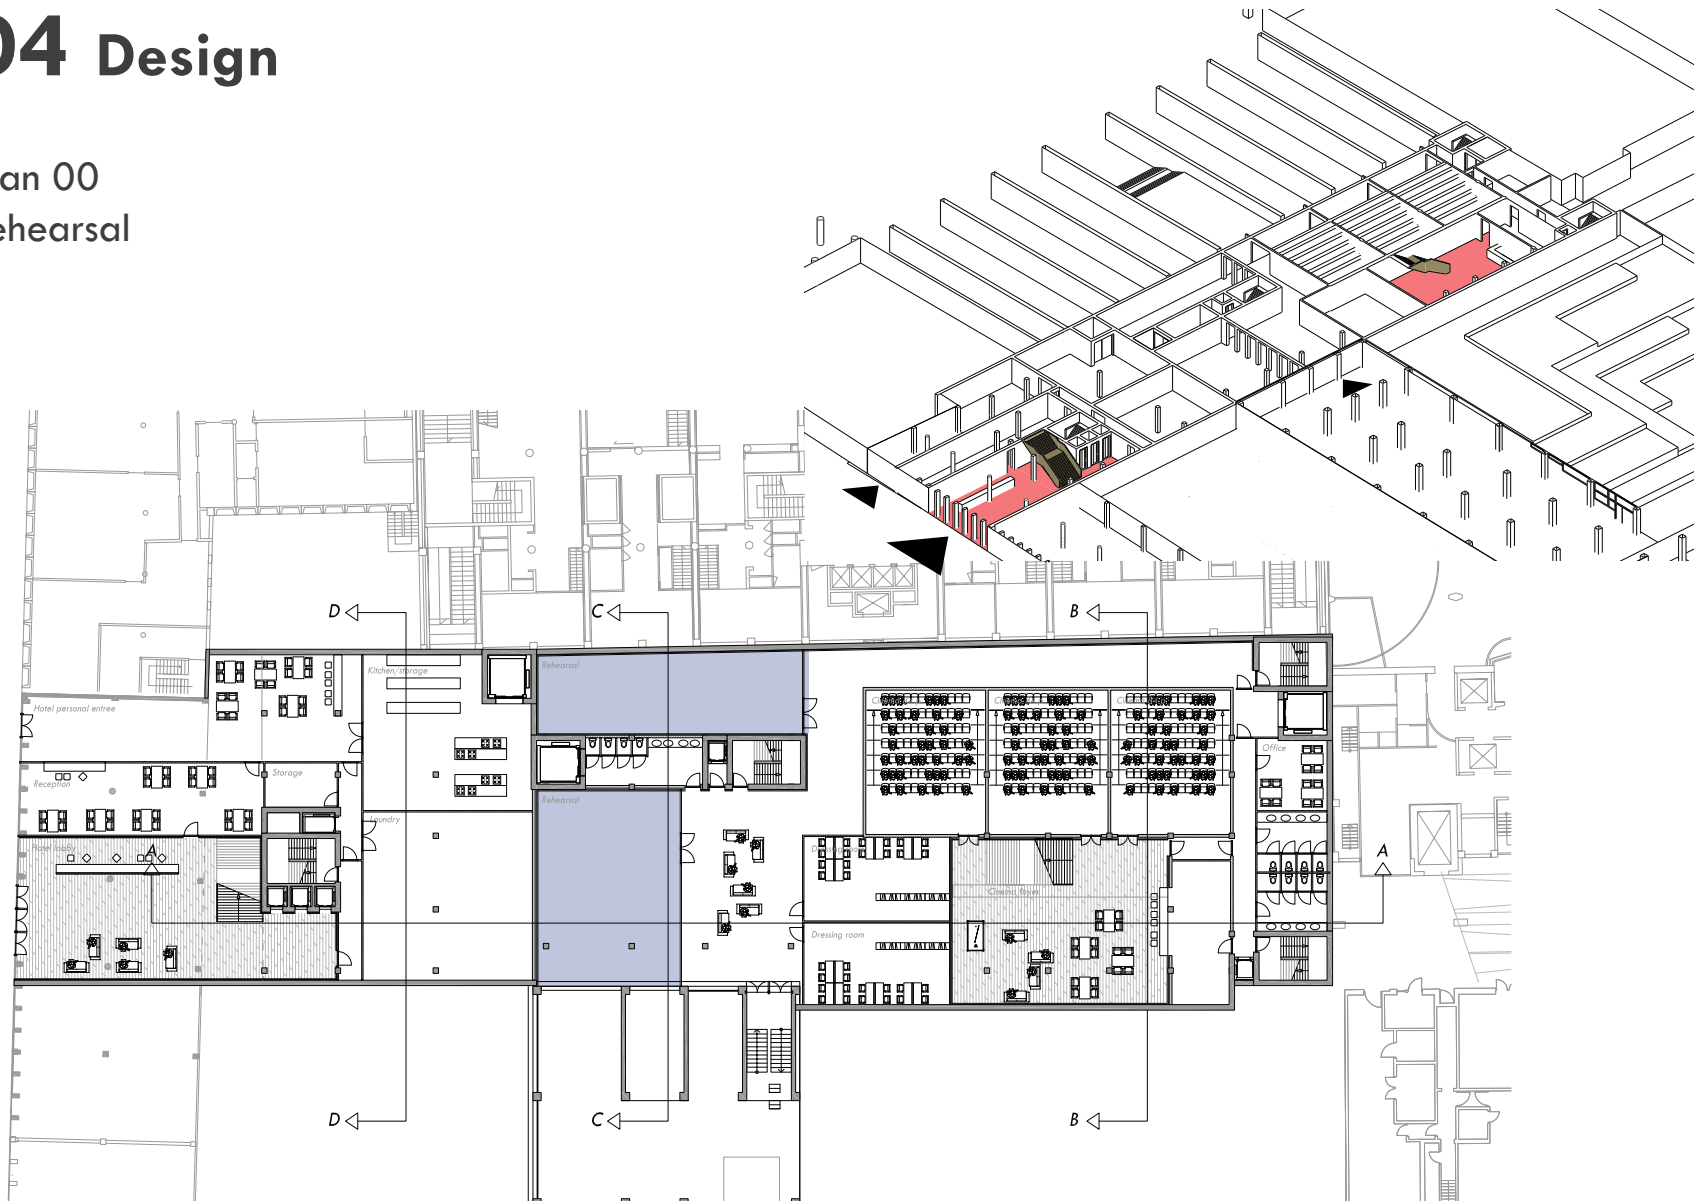 04 Design
an 00
ehearsal
D
C
B
Kitchen/storage
Rehearsal
Hotel personal entree
Office
Storage
Reception
Rehearsal
Laundry
Hotel lobby
A
A
Cinema foyer
Dressing room
D
C
B